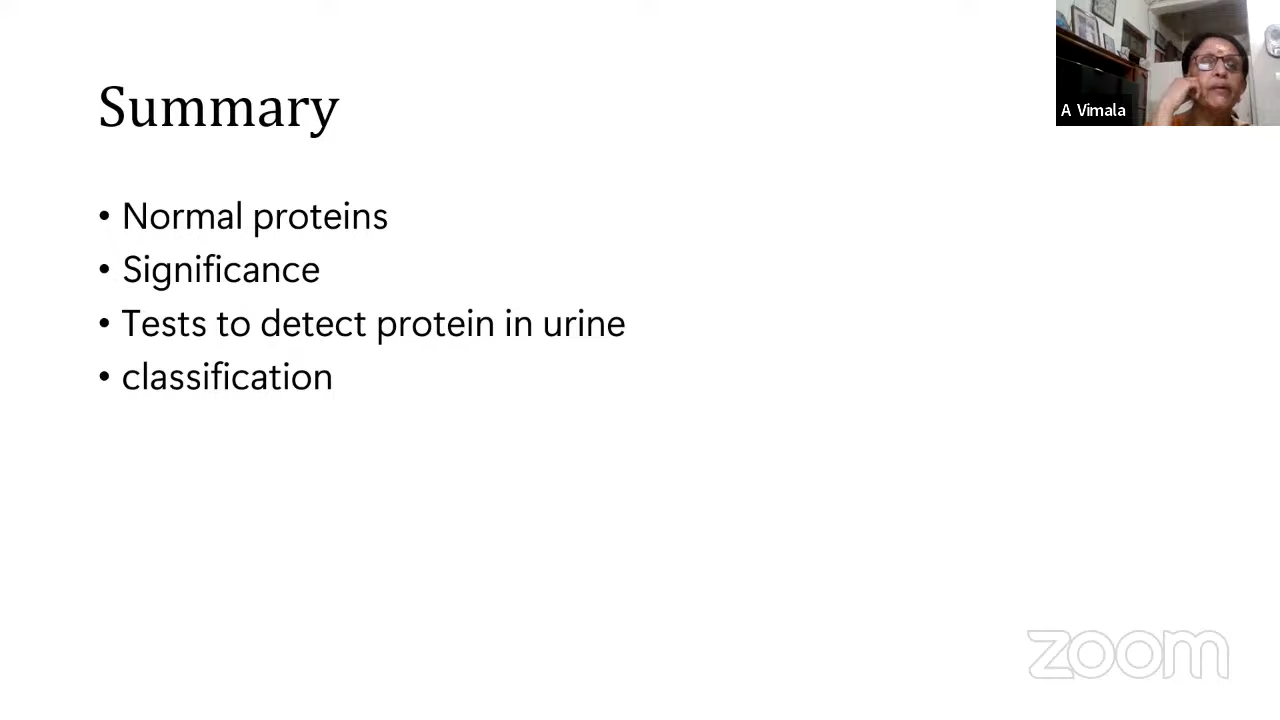 Summary
• Normal proteins
• Significance
• Tests to detect protein in urine
• classification
A Vimala
zoom